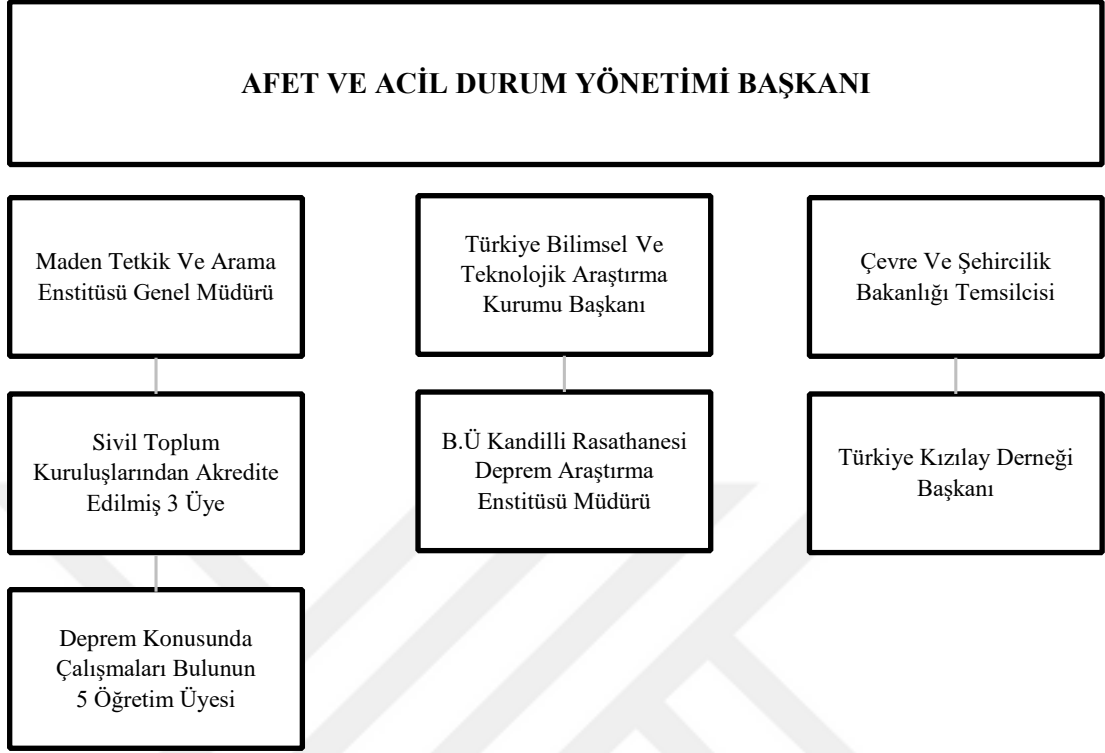 AFET VE ACİL DURUM YÖNETİMİ BAŞKANI
Maden Tetkik Ve Arama
Enstitüsü Genel Müdürü
Türkiye Bilimsel Ve
Teknolojik Araştırma
Kurumu Başkanı
Çevre Ve Şehircilik
Bakanlığı Temsilcisi
Sivil Toplum
Kuruluşlarından Akredite
Edilmiş 3 Üye
B.Ü Kandilli Rasathanesi
Deprem Araştırma
Enstitüsü Müdürü
Türkiye Kızılay Derneği
Başkanı
Deprem Konusunda
Çalışmaları Bulunun
5 Öğretim Üyesi